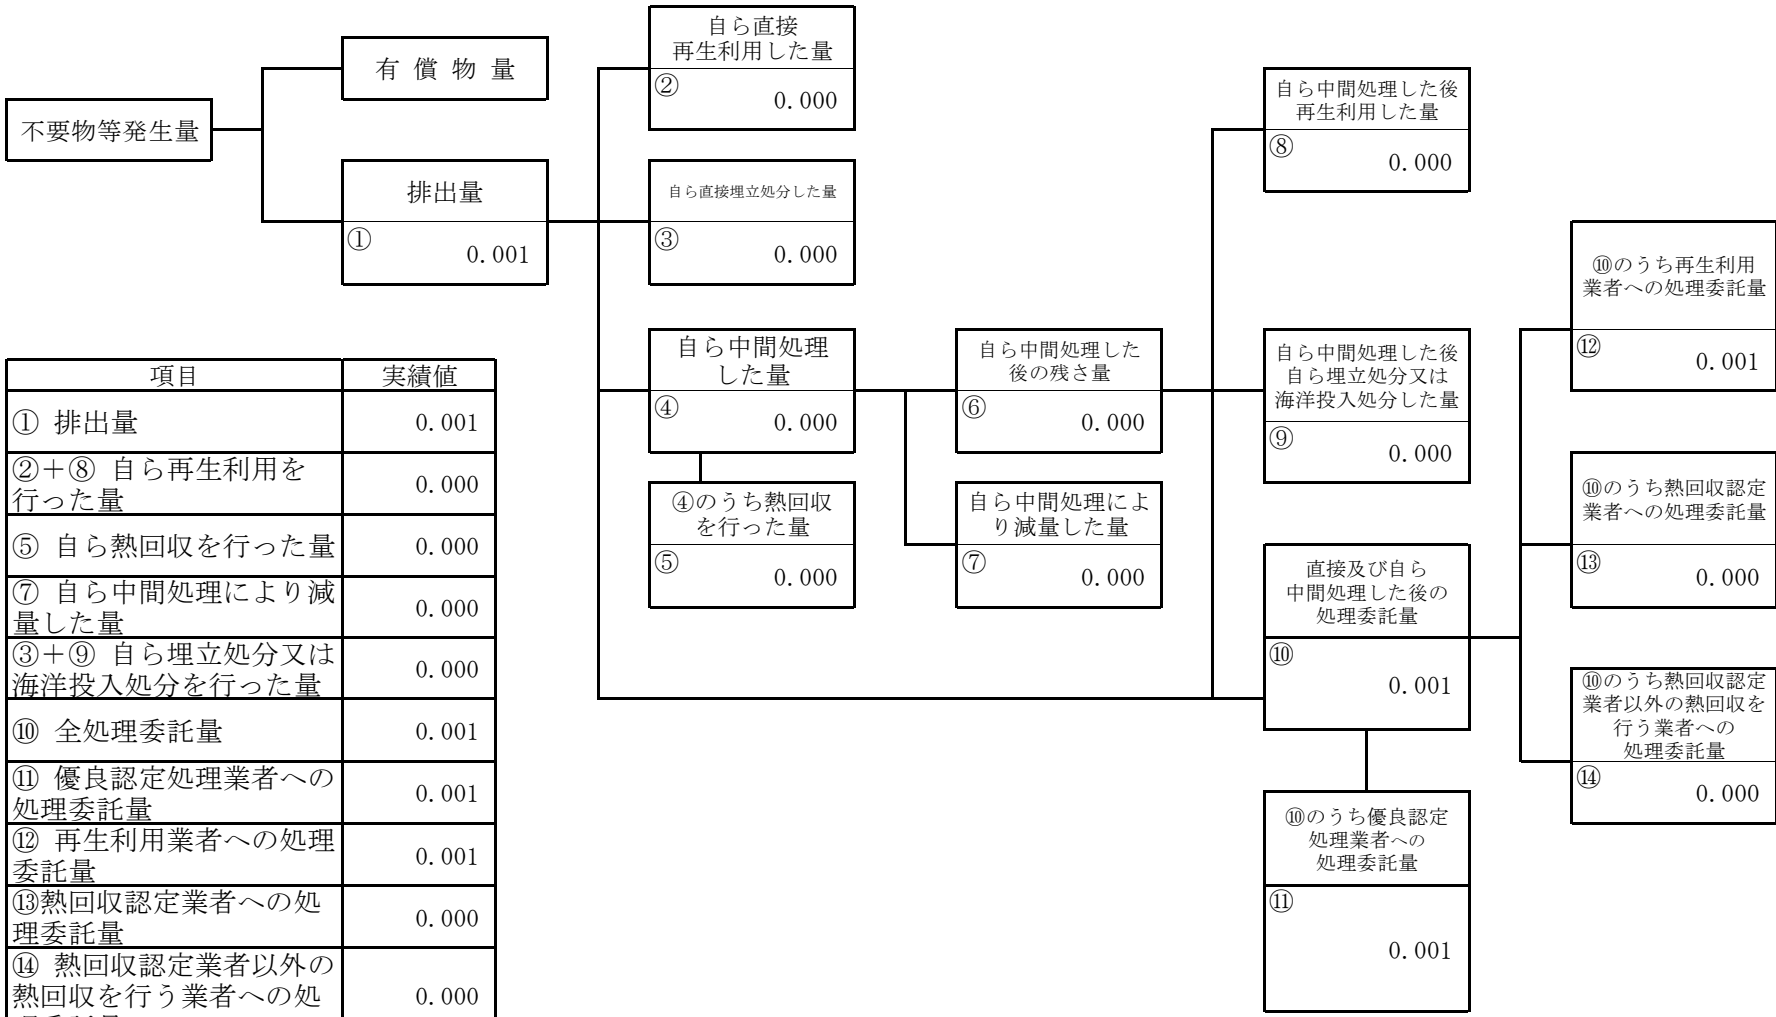 自ら直接
再生利用した量
② 0.000
有 償 物 量
不要物等発生量
排出量
① 0.001
自ら直接埋立処分した量
③ 0.000
自ら中間処理した後
再生利用した量
⑧ 0.000
自ら中間処理
した量
④ 0.000
④のうち熱回収
を行った量
⑤ 0.000
自ら中間処理した
後の残さ量
⑥ 0.000
自ら中間処理によ
り減量した量
⑦ 0.000
自ら中間処理した後
自ら埋立処分又は
海洋投入処分した量
⑨ 0.000
直接及び自ら
中間処理した後の
処理委託量
⑩ 0.001
⑩のうち優良認定
処理業者への
処理委託量
⑪ 0.001
⑩のうち再生利用
業者への処理委託量
⑫ 0.001
⑩のうち熱回収認定
業者への処理委託量
⑬ 0.000
⑩のうち熱回収認定
業者以外の熱回収を
行う業者への
処理委託量
⑭ 0.000
項目 実績値
① 排出量 0.001
②+⑧ 自ら再生利用を
行った量 0.000
⑤ 自ら熱回収を行った量 0.000
⑦ 自ら中間処理により減
量した量 0.000
③+⑨ 自ら埋立処分又は
海洋投入処分を行った量 0.000
⑩ 全処理委託量 0.001
⑪ 優良認定処理業者への
処理委託量 0.001
⑫ 再生利用業者への処理
委託量 0.001
⑬熱回収認定業者への処
理委託量 0.000
⑭ 熱回収認定業者以外の
熱回収を行う業者への処 0.000